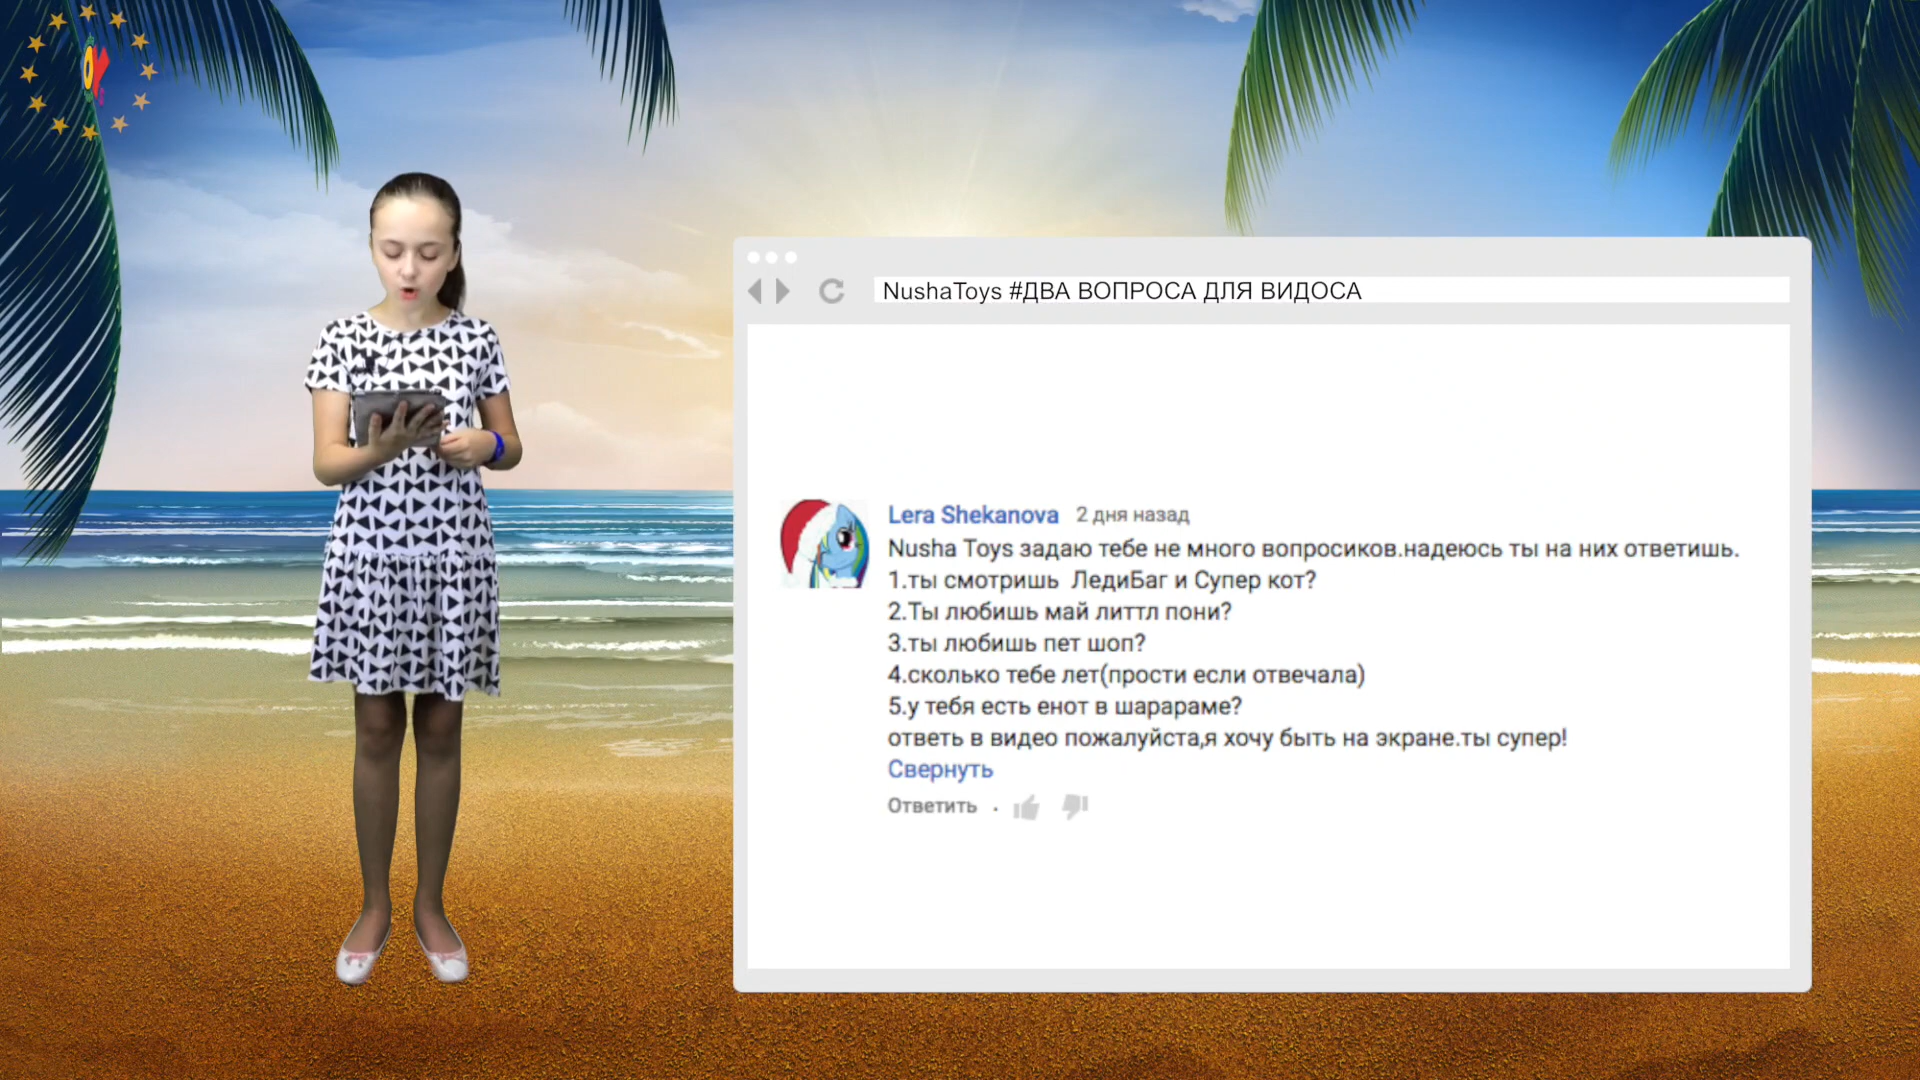 NushaToys #ДВА ВОПРОСА ДЛЯ ВИДОСА
Lera Shekanova 2 дня назад
Nusha Toys задаю тебе не много вопросиков.надеюсь ты на них ответишь.
1.ты смотришь ЛедиБаг и Супер кот?
2.Ты любишь май литтл пони?
3.ты любишь пет шоп?
4.сколько тебе лет(прости если отвечала)
5.у тебя есть енот в шарараме?
ответь в видео пожалуйста,я хочу быть на экране.ты супер!
Свернуть
Ответить